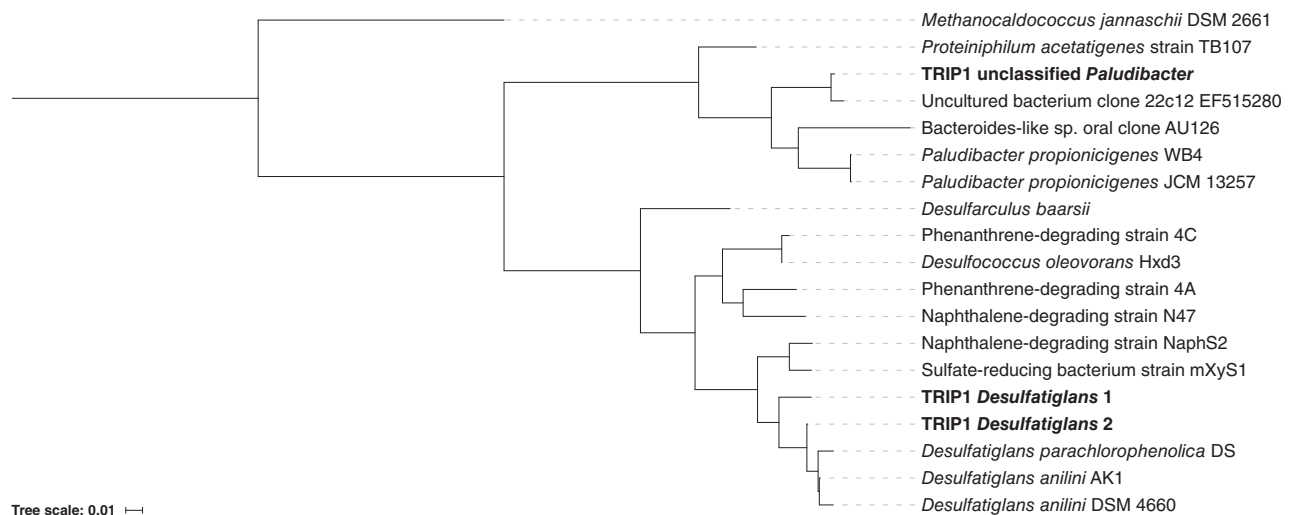 Methanocaldococcus jannaschii DSM 2661
Proteiniphilum acetatigenes strain TB107
TRIP1 unclassified Paludibacter
Uncultured bacterium clone 22c12 EF515280
Bacteroides-like sp. oral clone AU126
Paludibacter propionicigenes WB4
Paludibacter propionicigenes JCM 13257
Desulfarculus baarsii
Phenanthrene-degrading strain 4C
Desulfococcus oleovorans Hxd3
Phenanthrene-degrading strain 4A
Naphthalene-degrading strain N47
Naphthalene-degrading strain NaphS2
Sulfate-reducing bacterium strain mXyS1
TRIP1 Desulfatiglans 1
TRIP1 Desulfatiglans 2
Desulfatiglans parachlorophenolica DS
Desulfatiglans anilini AK1
Desulfatiglans anilini DSM 4660
Tree scale: 0.01